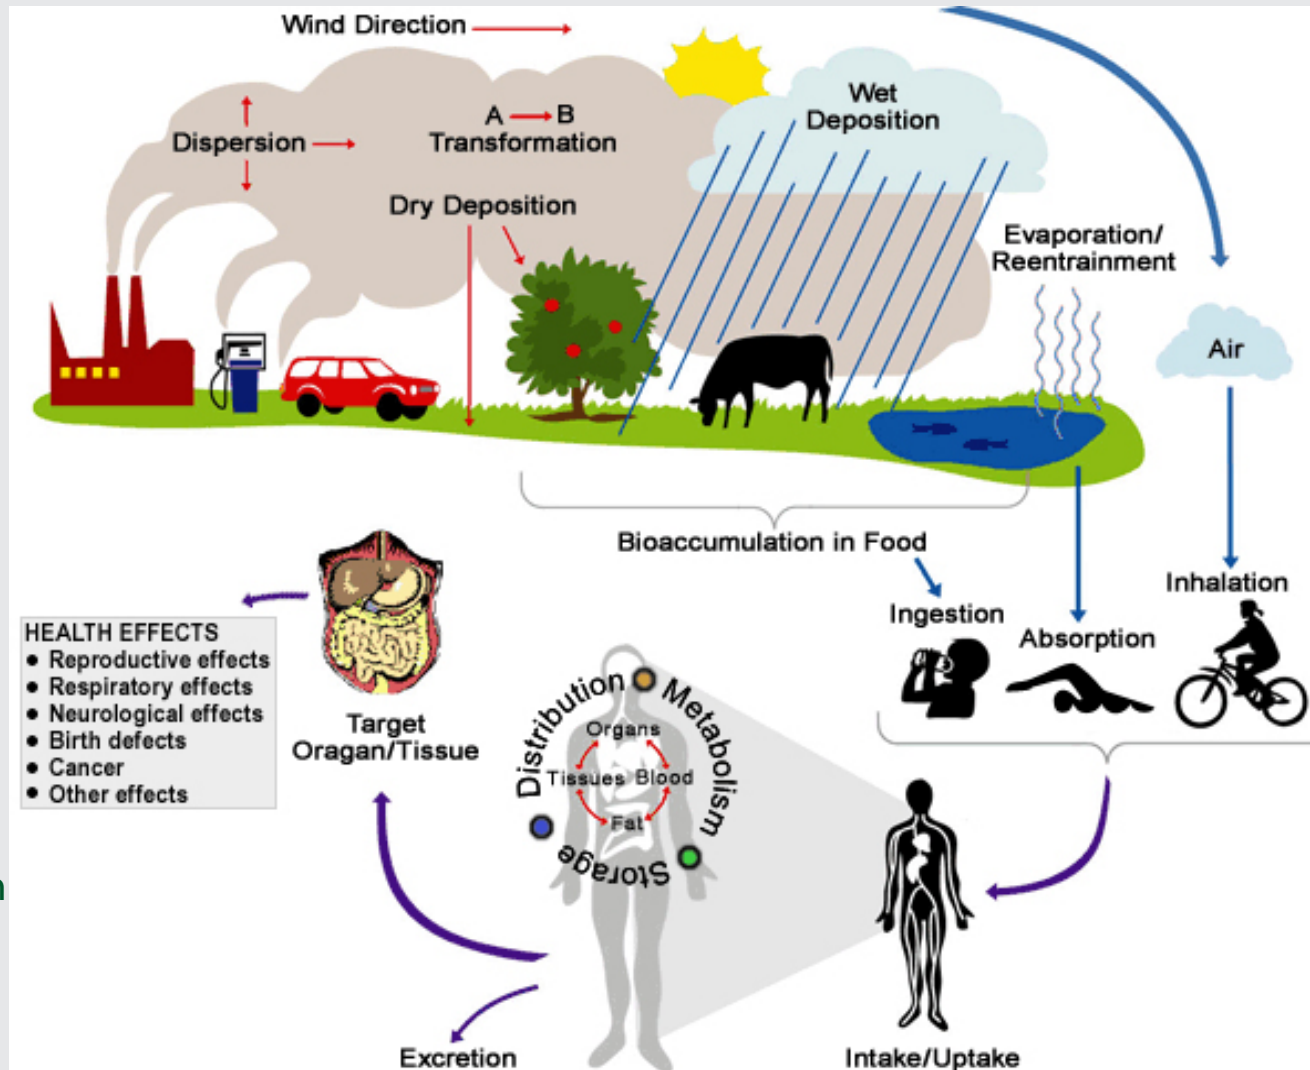 Wind Direction
A B
Transformation
Dispersion
Wet
Deposition
Dry Deposition
Evaporation/
Reentrainment
Air
Bioaccumulation in Food
Ingestion
Absorption
Inhalation
HEALTH EFFECTS
• Reproductive effects
• Respiratory effects
• Neurological effects
• Birth defects
• Cancer
• Other effects
Target
Oragan/Tissue
Distribution
Metabolism
Storage
Organs
Tissues
Blood
Fat
Excretion
Intake/Uptake